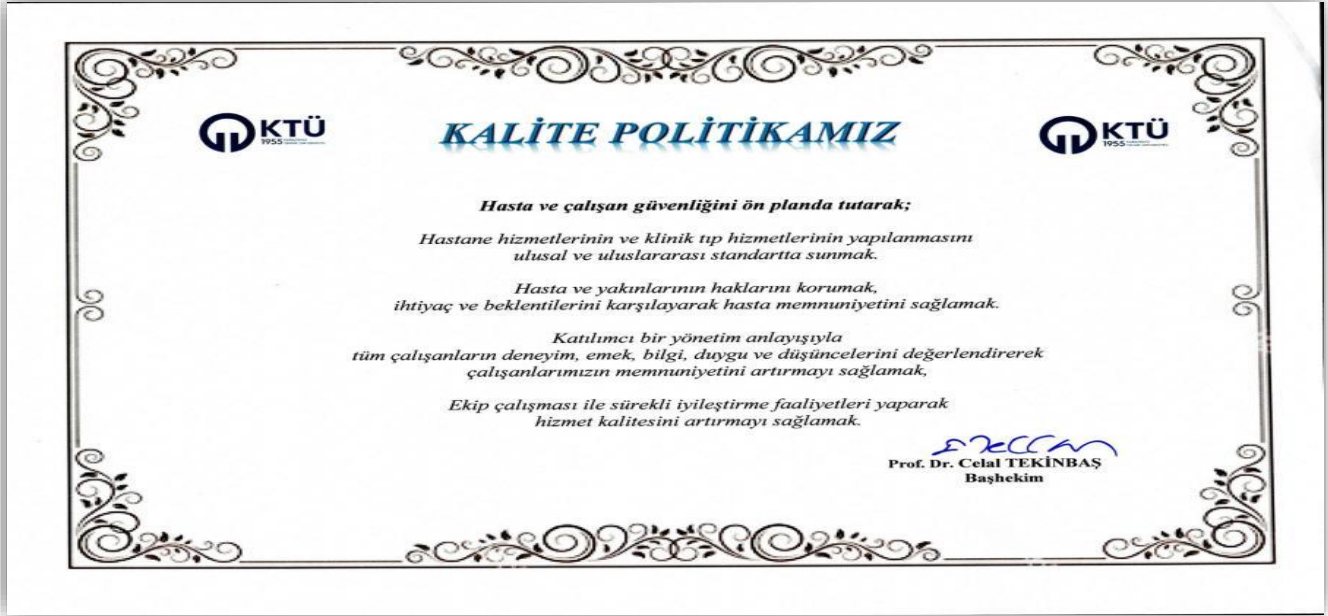 KTÜ
1955
KALİTE POLİTİKAMIZ
KTÜ
1955
Hasta ve çalışan güvenliğini ön planda tutarak;
Hastane hizmetlerinin ve klinik tıp hizmetlerinin yapılanmasını
ulusal ve uluslararası standartta sunmak.
Hasta ve yakınlarının haklarını korumak,
ihtiyaç ve beklentilerini karşılayarak hasta memnuniyetini sağlamak.
Katılımcı bir yönetim anlayışıyla
tüm çalışanların deneyim, emek, bilgi, duygu ve düşüncelerini değerlendirerek
çalışanlarımızın memnuniyetini artırmayı sağlamak,
Ekip çalışması ile sürekli iyileştirme faaliyetleri yaparak
hizmet kalitesini artırmayı sağlamak.
Prof. Dr. Celal TEKİNBAŞ
Başhekim